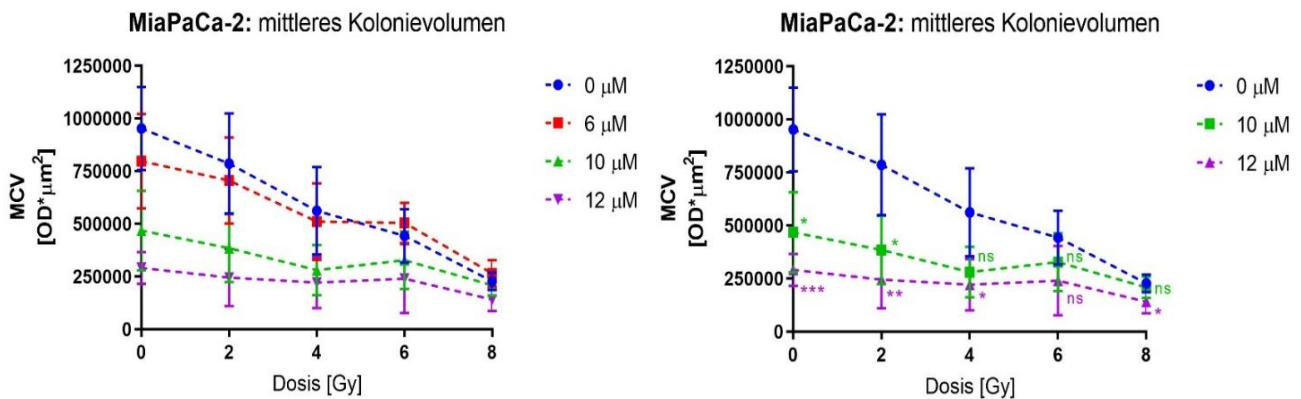 MiaPaCa-2: mittleres Kolonievolumen
MCV
[OD*μm²]
1250000
1000000
750000
500000
250000
0
0 2 4 6 8
Dosis [Gy]
0 μM
6 μM
10 μM
12 μM
MiaPaCa-2: mittleres Kolonievolumen
MCV
[OD*μm²]
1250000
1000000
750000
500000
250000
0
* * ns ns ns
*** ** * ns *
0 2 4 6 8
Dosis [Gy]
0 μM
10 μM
12 μM